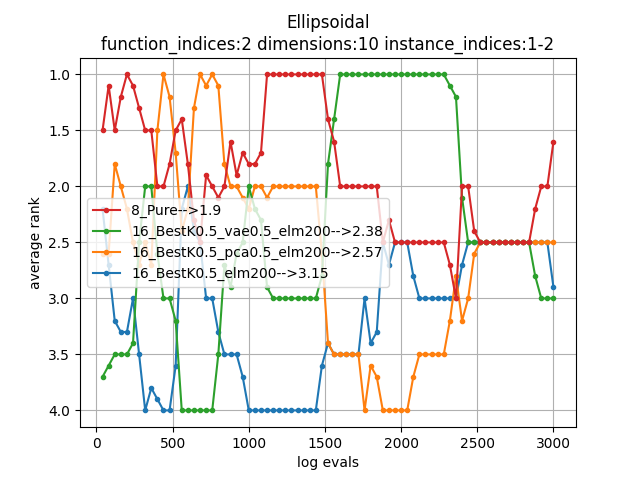 Ellipsoidal
function_indices:2 dimensions:10 instance_indices:1-2
1.0
1.5
2.0
2.5
3.0
3.5
4.0
average rank
8_Pure-->1.9
16_BestK0.5_vae0.5_elm200-->2.38
16_BestK0.5_pca0.5_elm200-->2.57
16_BestK0.5_elm200-->3.15
0 500 1000 1500 2000 2500 3000
log evals